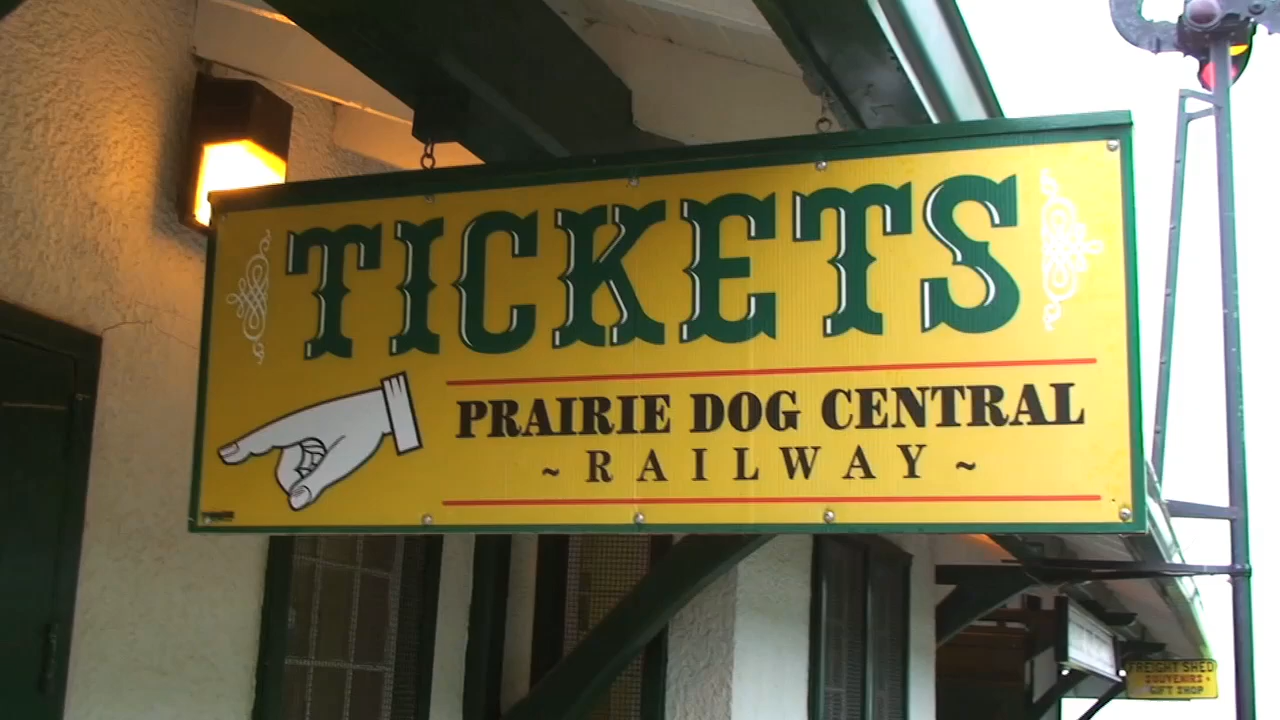 TICKETS
PRAIRIE DOG CENTRAL
~ RAILWAY ~
FREIGHT SHED
SOUVENIRS
GIFT SHOP